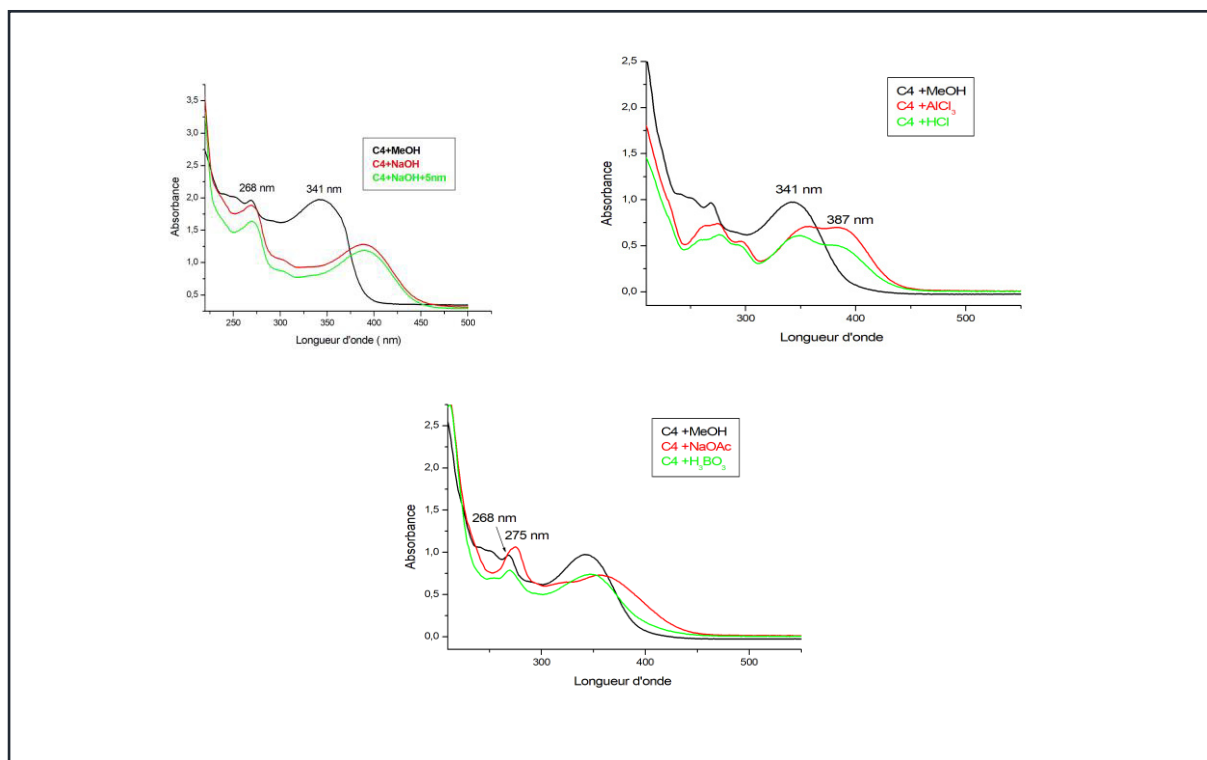 C4+MeOH
C4+NaOH
C4+NaOH+5nm
268 nm
341 nm
3,5
3,0
2,5
2,0
1,5
1,0
0,5
Absorbance
250
300
350
400
450
500
Longueur d'onde ( nm)
C4 +MeOH
C4 +AlCl₃
C4 +HCl
341 nm
387 nm
2,5
2,0
1,5
1,0
0,5
0,0
Absorbance
300
400
500
Longueur d'onde
C4 +MeOH
C4 +NaOAc
C4 +H₃BO₃
268 nm
275 nm
2,5
2,0
1,5
1,0
0,5
0,0
Absorbance
300
400
500
Longueur d'onde